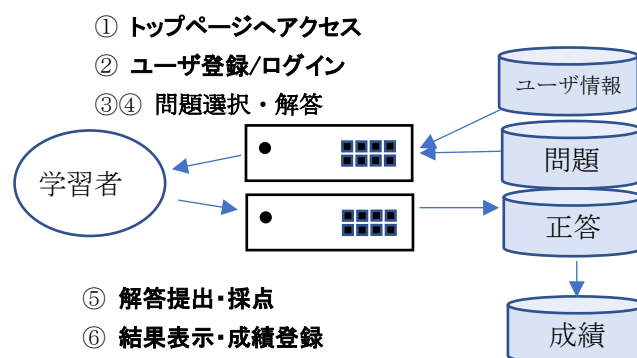 ① トップページへアクセス
② ユーザ登録/ログイン
③④ 問題選択・解答
ユーザ情報
問題
学習者
正答
⑤ 解答提出・採点
⑥ 結果表示・成績登録
成績